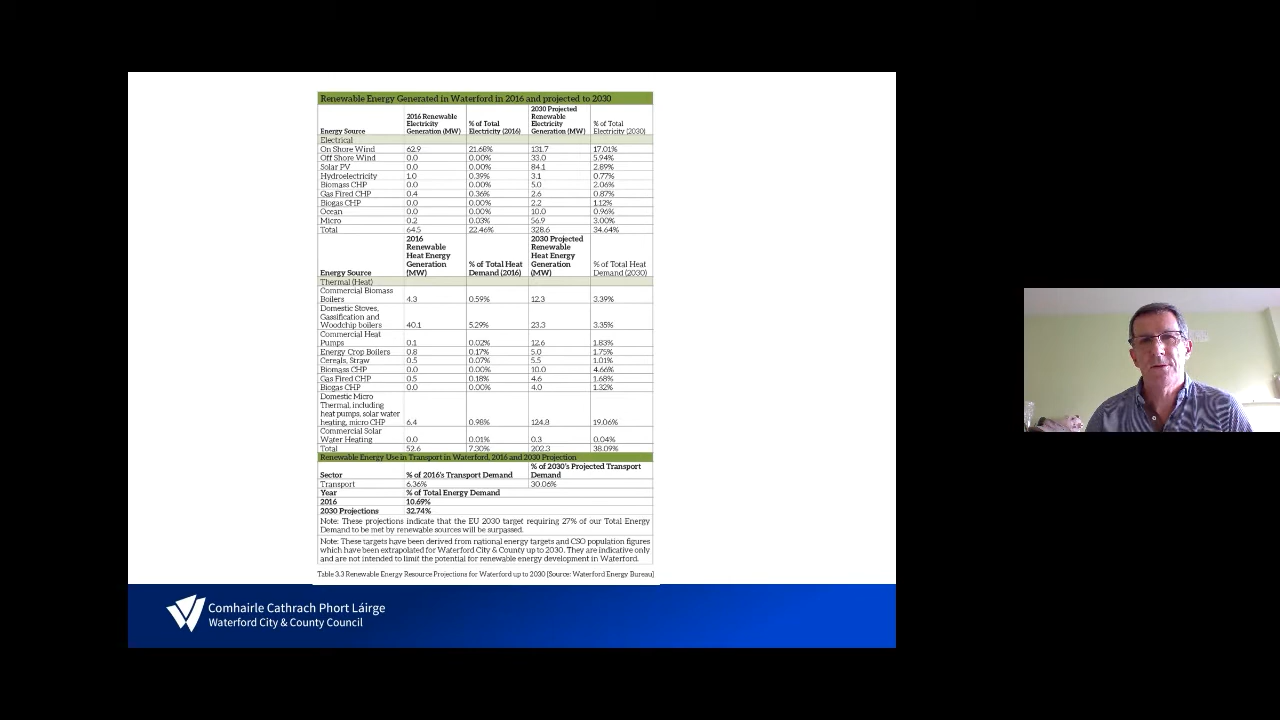 Renewable Energy Generated in Waterford in 2016 and projected to 2030
Energy Source
2016 Renewable
Electricity
Generation (MW)
% of Total
Electricity (2016)
2030 Projected
Renewable
Electricity
Generation (MW)
% of Total
Electricity (2030)
Electrical
On Shore Wind 62.9 21.68% 131.7 17.01%
Off Shore Wind 0.0 0.00% 33.0 5.94%
Solar PV 0.0 0.00% 84.1 2.89%
Hydroelectricity 1.0 0.39% 3.1 0.77%
Biomass CHP 0.0 0.00% 5.0 2.06%
Gas Fired CHP 0.4 0.36% 2.6 0.87%
Biogas CHP 0.0 0.00% 2.2 1.12%
Ocean 0.0 0.00% 10.0 0.96%
Micro 0.2 0.03% 56.9 3.00%
Total 64.5 22.46% 328.6 34.64%
Energy Source
2016
Renewable
Heat Energy
Generation
(MW)
% of Total Heat
Demand (2016)
2030 Projected
Renewable
Heat Energy
Generation
(MW)
% of Total Heat
Demand (2030)
Thermal (Heat)
Commercial Biomass
Boilers 4.3 0.59% 12.3 3.39%
Domestic Stoves,
Gassification and
Woodchip boilers 40.1 5.29% 23.3 3.35%
Commercial Heat
Pumps 0.1 0.02% 12.6 1.83%
Energy Crop Boilers 0.8 0.17% 5.0 1.75%
Cereals, Straw 0.5 0.07% 5.5 1.01%
Biomass CHP 0.0 0.00% 10.0 4.66%
Gas Fired CHP 0.5 0.18% 4.6 1.68%
Biogas CHP 0.0 0.00% 4.0 1.32%
Domestic Micro
Thermal, including
heat pumps, solar water
heating, micro CHP 6.4 0.98% 124.8 19.06%
Commercial Solar
Water Heating 0.0 0.01% 0.3 0.04%
Total 52.6 7.30% 202.3 38.09%
Renewable Energy Use in Transport in Waterford, 2016 and 2030 Projection
Sector % of 2016's Transport Demand
% of 2030's Projected Transport
Demand
Transport 6.36% 30.06%
Year % of Total Energy Demand
2016 10.69%
2030 Projections 32.74%
Note: These projections indicate that the EU 2030 target requiring 27% of our Total Energy
Demand to be met by renewable sources will be surpassed.
Note: These targets have been derived from national energy targets and CSO population figures
which have been extrapolated for Waterford City & County up to 2030. They are indicative only
and are not intended to limit the potential for renewable energy development in Waterford.
Table 3.3 Renewable Energy Resource Projections for Waterford up to 2030 [Source: Waterford Energy Bureau]
Comhairle Cathrach Phort Láirge
Waterford City & County Council